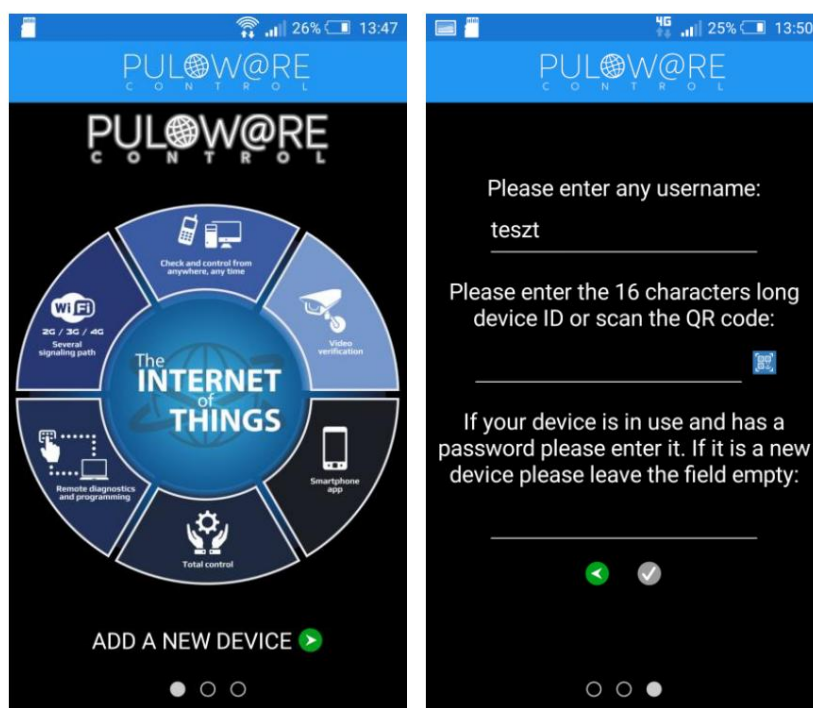 26% 13:47
PULOW@RE
CONTROL
PULOW@RE
CONTROL
Check and control from
anywhere, any time
WiFi
2G / 3G / 4G
Several
signaling path
Video
verification
The
INTERNET
of
THINGS
Remote diagnostics
and programming
Smartphone
app
Total control
ADD A NEW DEVICE
4G 25% 13:50
PULOW@RE
CONTROL
Please enter any username:
teszt
Please enter the 16 characters long
device ID or scan the QR code:
If your device is in use and has a
password please enter it. If it is a new
device please leave the field empty: